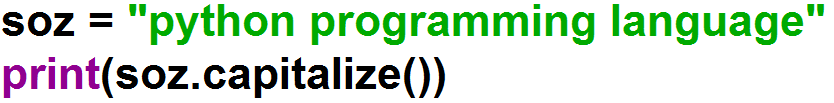 soz = "python programming language"
print(soz.capitalize())